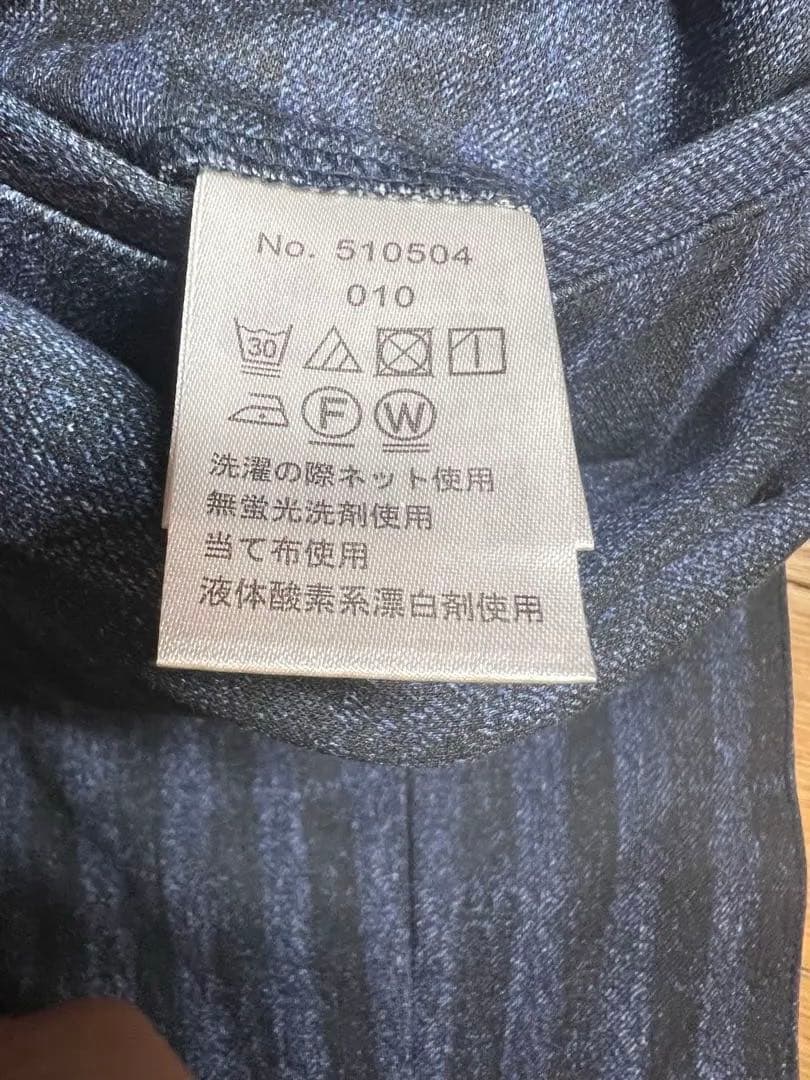 No. 510504
010
30
F W
洗濯の際ネット使用
無蛍光洗剤使用
当て布使用
液体酸素系漂白剤使用